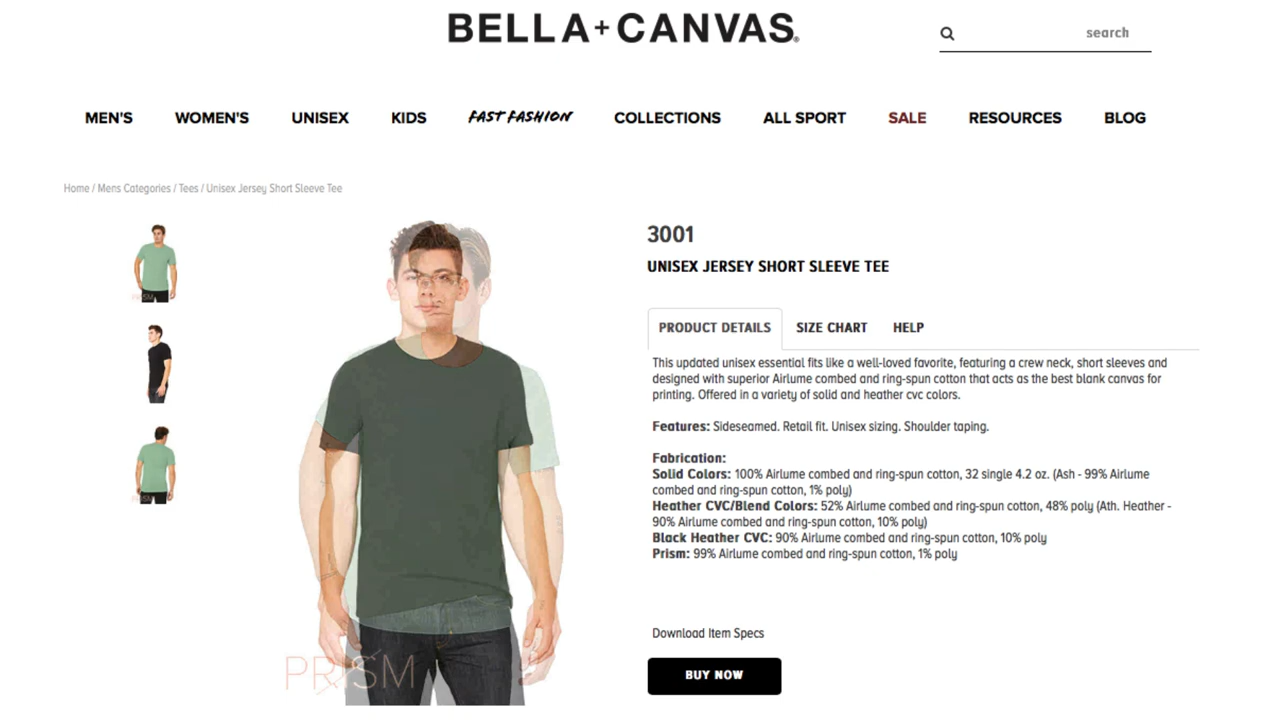 BELLA+CANVAS®
search
MEN'S WOMEN'S UNISEX KIDS FAST FASHION COLLECTIONS ALL SPORT SALE RESOURCES BLOG
Home / Mens Categories / Tees / Unisex Jersey Short Sleeve Tee
3001
UNISEX JERSEY SHORT SLEEVE TEE
PRODUCT DETAILS SIZE CHART HELP
This updated unisex essential fits like a well-loved favorite, featuring a crew neck, short sleeves and
designed with superior Airlume combed and ring-spun cotton that acts as the best blank canvas for
printing. Offered in a variety of solid and heather cvc colors.
Features: Sideseamed. Retail fit. Unisex sizing. Shoulder taping.
Fabrication:
Solid Colors: 100% Airlume combed and ring-spun cotton, 32 single 4.2 oz. (Ash - 99% Airlume
combed and ring-spun cotton, 1% poly)
Heather CVC/Blend Colors: 52% Airlume combed and ring-spun cotton, 48% poly (Ath. Heather -
90% Airlume combed and ring-spun cotton, 10% poly)
Black Heather CVC: 90% Airlume combed and ring-spun cotton, 10% poly
Prism: 99% Airlume combed and ring-spun cotton, 1% poly
Download Item Specs
BUY NOW
PRISM
PRISM
PRISM